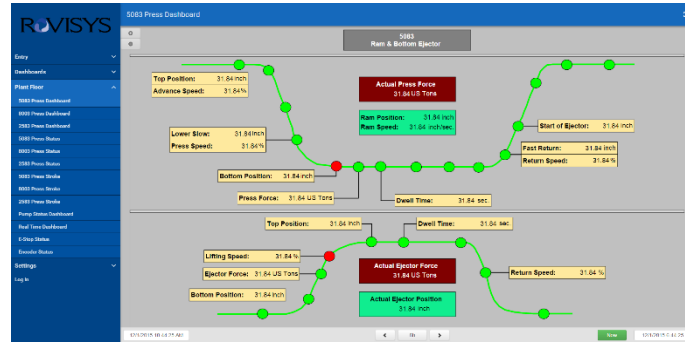 ROVISYS
5083 Press Dashboard
Entry
Dashboards
Plant Floor
5083 Press Dashboard
6003 Press Dashboard
2583 Press Dashboard
5083 Press Status
6003 Press Status
2583 Press Status
5083 Press Stroke
6003 Press Stroke
2583 Press Stroke
Pump Status Dashboard
Real Time Dashboard
E-Stop Status
Encoder Status
Settings
Log In
5083
Ram & Bottom Ejector
Top Position: 31.84 inch
Advance Speed: 31.84 %
Actual Press Force
31.84 US Tons
Ram Position: 31.84 inch
Ram Speed: 31.84 inch/sec.
Lower Slow: 31.84 inch
Press Speed: 31.84 %
Start of Ejector: 31.84 inch
Fast Return: 31.84 inch
Return Speed: 31.84 %
Bottom Position: 31.84 inch
Press Force: 31.84 US Tons
Dwell Time: 31.84 sec.
Top Position: 31.84 inch
Dwell Time: 31.84 sec.
Lifting Speed: 31.84 %
Ejector Force: 31.84 US Tons
Bottom Position: 31.84 inch
Actual Ejector Force
31.84 US Tons
Return Speed: 31.84 %
Actual Ejector Position
31.84 inch
Now